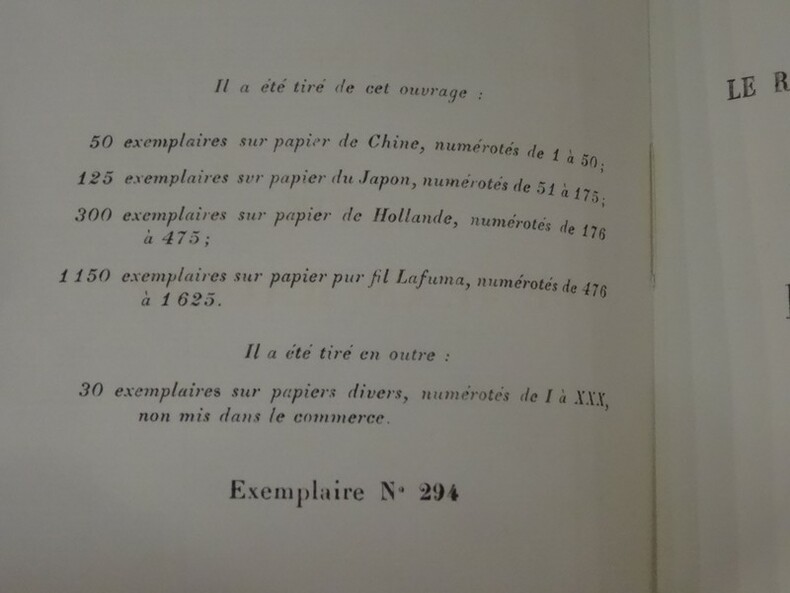 Il a été tiré de cet ouvrage :
50 exemplaires sur papier de Chine, numérotés de 1 à 50;
125 exemplaires sur papier du Japon, numérotés de 51 à 175;
300 exemplaires sur papier de Hollande, numérotés de 176
à 475;
1150 exemplaires sur papier pur fil Lafuma, numérotés de 476
à 1625.
Il a été tiré en outre :
30 exemplaires sur papiers divers, numérotés de I à XXX,
non mis dans le commerce.
Exemplaire N° 294
LE R